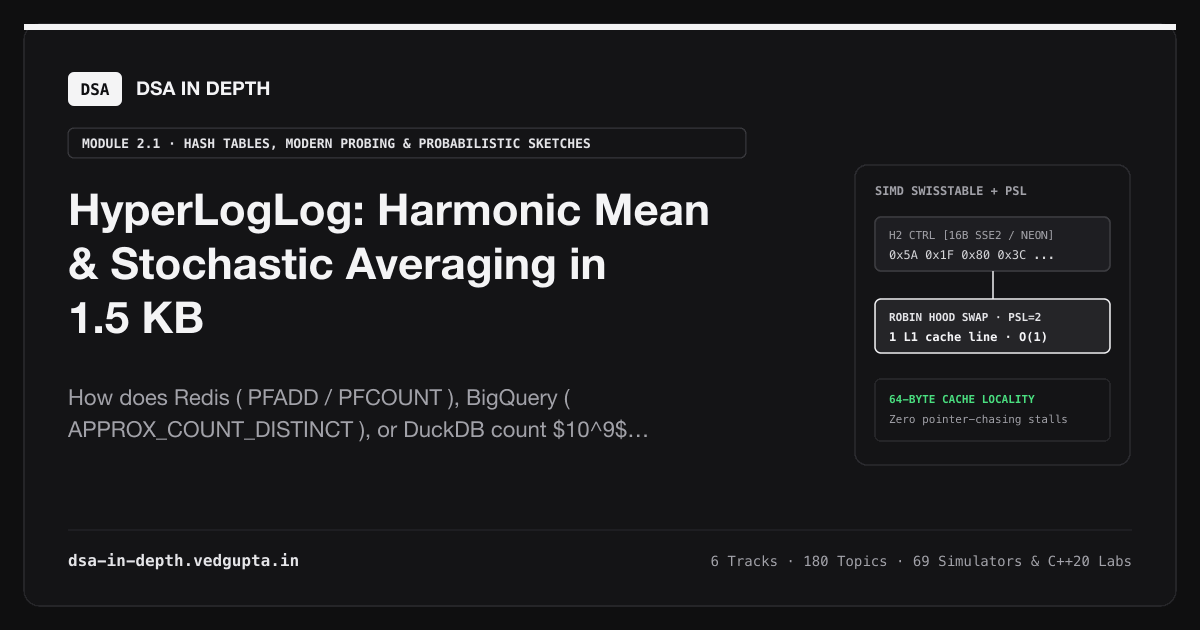 DSA
DSA IN DEPTH
MODULE 2.1 · HASH TABLES, MODERN PROBING & PROBABILISTIC SKETCHES
HyperLogLog: Harmonic Mean
& Stochastic Averaging in
1.5 KB
How does Redis ( PFADD / PFCOUNT ), BigQuery (
APPROX_COUNT_DISTINCT ), or DuckDB count $10^9$...
SIMD SWISSTABLE + PSL
H2 CTRL [16B SSE2 / NEON]
0x5A 0x1F 0x80 0x3C ...
ROBIN HOOD SWAP · PSL=2
1 L1 cache line · O(1)
64-BYTE CACHE LOCALITY
Zero pointer-chasing stalls
dsa-in-depth.vedgupta.in
6 Tracks · 180 Topics · 69 Simulators & C++20 Labs